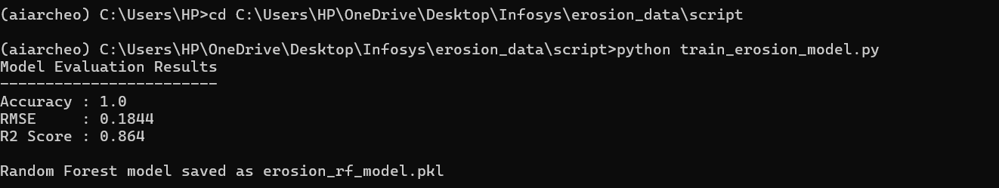 (aiarcheo) C:\Users\HP>cd C:\Users\HP\OneDrive\Desktop\Infosys\erosion_data\script
(aiarcheo) C:\Users\HP\OneDrive\Desktop\Infosys\erosion_data\script>python train_erosion_model.py
Model Evaluation Results
------------------------
Accuracy : 1.0
RMSE     : 0.1844
R2 Score : 0.864
Random Forest model saved as erosion_rf_model.pkl